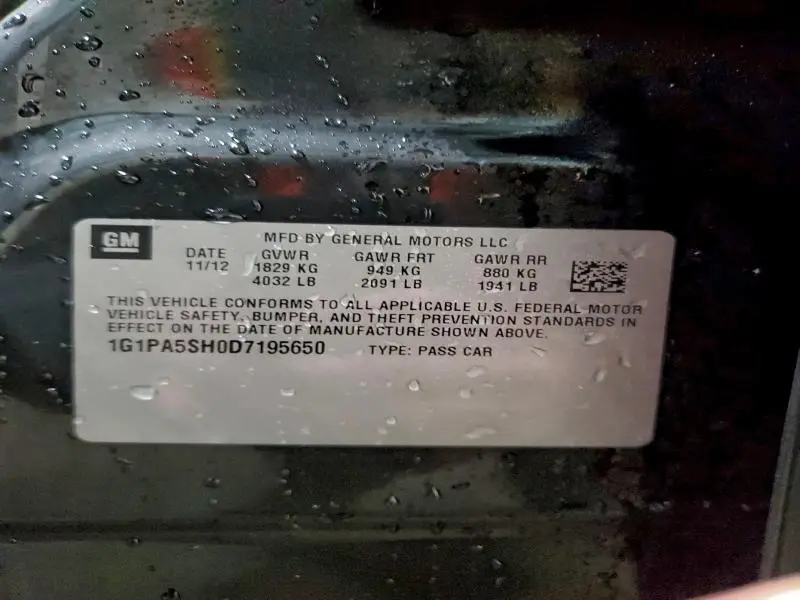 GM
MFD BY GENERAL MOTORS LLC
DATE GVWR GAWR FRT GAWR RR
11/12 1829 KG 949 KG 880 KG
4032 LB 2091 LB 1941 LB
THIS VEHICLE CONFORMS TO ALL APPLICABLE U.S. FEDERAL MOTOR
VEHICLE SAFETY, BUMPER, AND THEFT PREVENTION STANDARDS IN
EFFECT ON THE DATE OF MANUFACTURE SHOWN ABOVE.
1G1PA5SH0D7195650 TYPE: PASS CAR